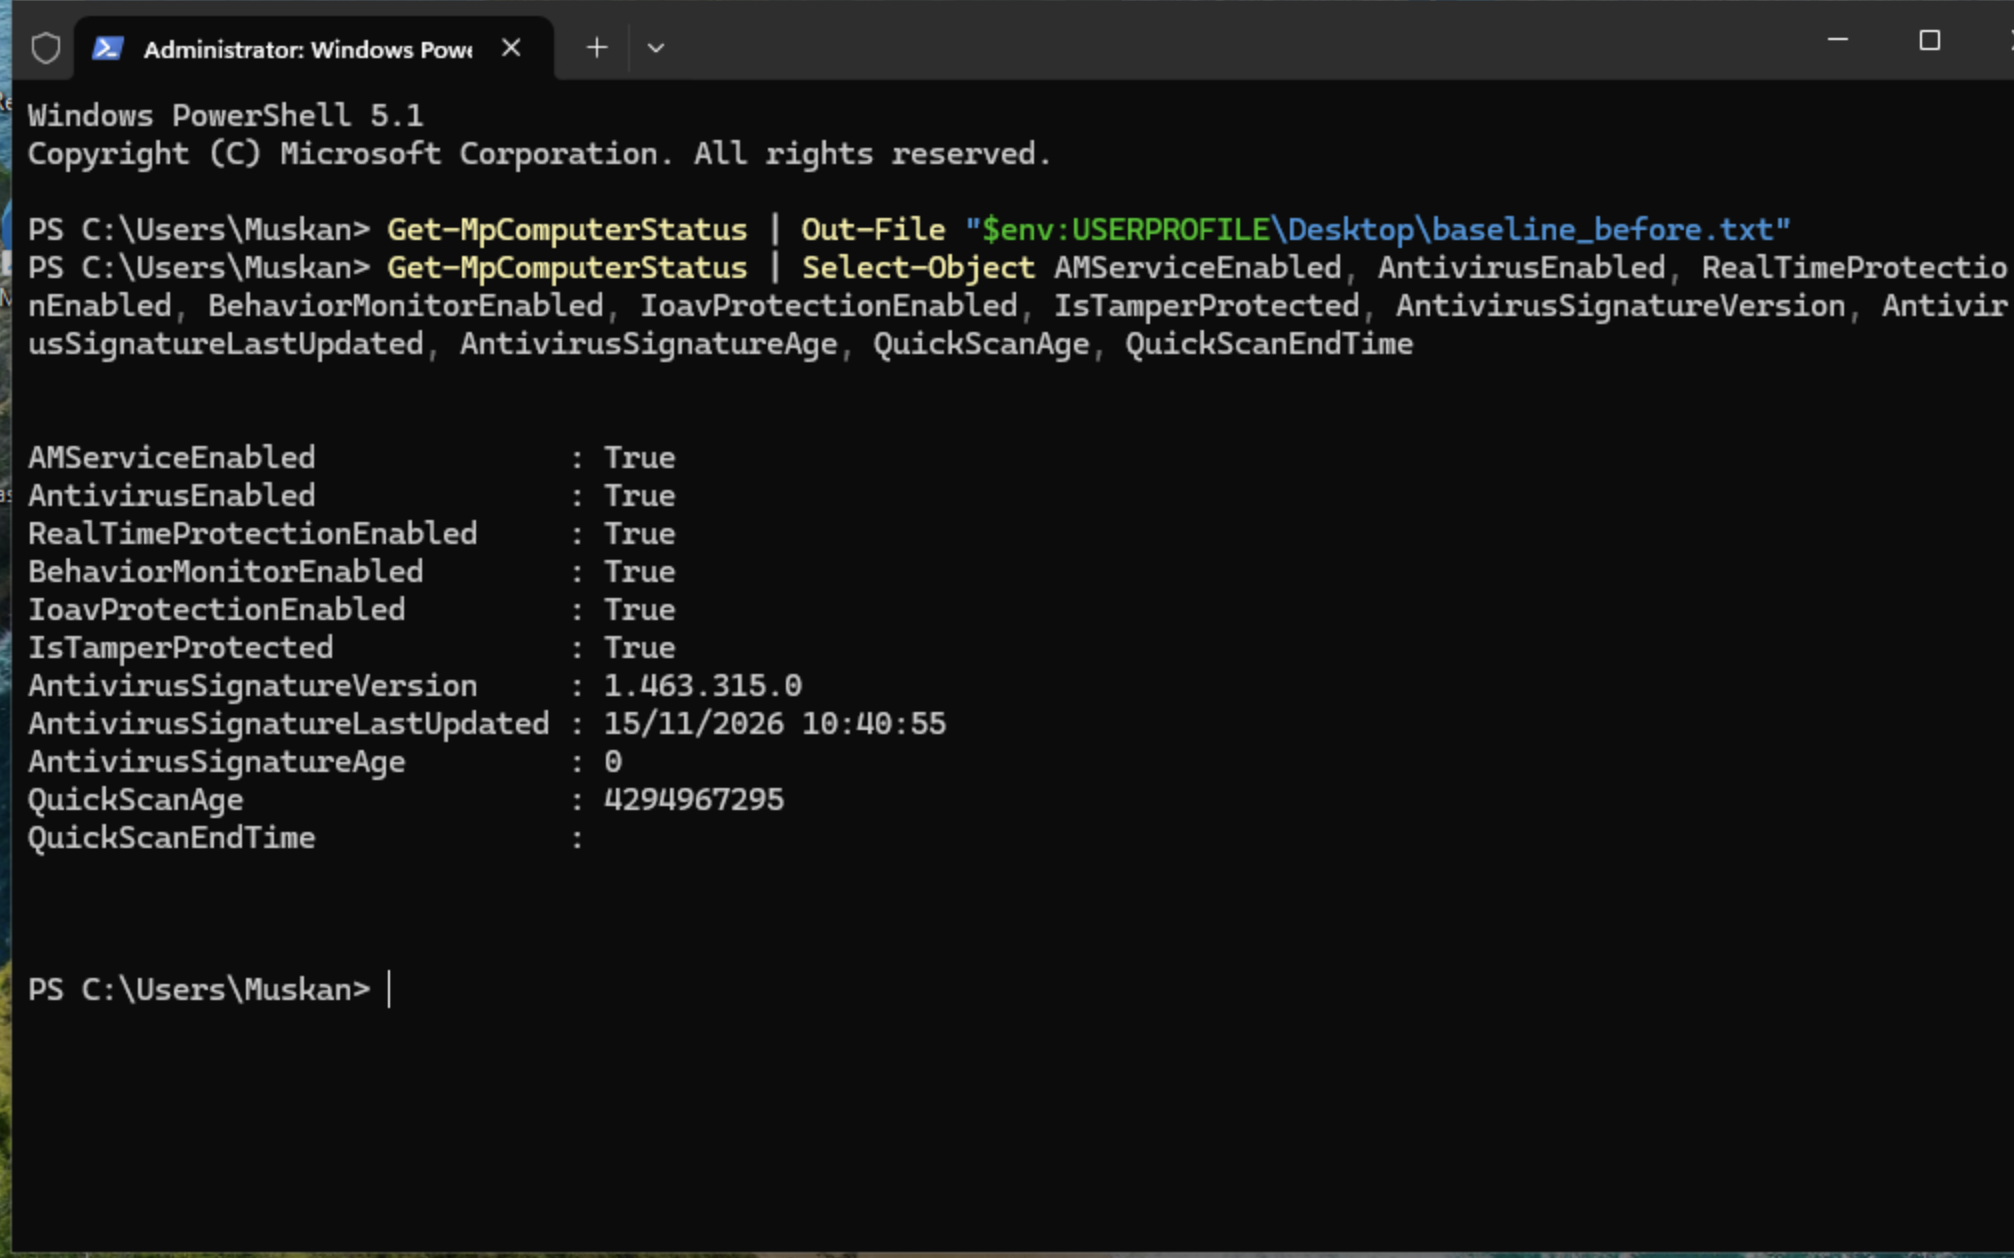 Administrator: Windows Powe
Windows PowerShell 5.1
Copyright (C) Microsoft Corporation. All rights reserved.
PS C:\Users\Muskan> Get-MpComputerStatus | Out-File "$env:USERPROFILE\Desktop\baseline_before.txt"
PS C:\Users\Muskan> Get-MpComputerStatus | Select-Object AMServiceEnabled, AntivirusEnabled, RealTimeProtectio
nEnabled, BehaviorMonitorEnabled, IoavProtectionEnabled, IsTamperProtected, AntivirusSignatureVersion, Antivir
usSignatureLastUpdated, AntivirusSignatureAge, QuickScanAge, QuickScanEndTime
AMServiceEnabled : True
AntivirusEnabled : True
RealTimeProtectionEnabled : True
BehaviorMonitorEnabled : True
IoavProtectionEnabled : True
IsTamperProtected : True
AntivirusSignatureVersion : 1.463.315.0
AntivirusSignatureLastUpdated : 15/11/2026 10:40:55
AntivirusSignatureAge : 0
QuickScanAge : 4294967295
QuickScanEndTime :
PS C:\Users\Muskan>